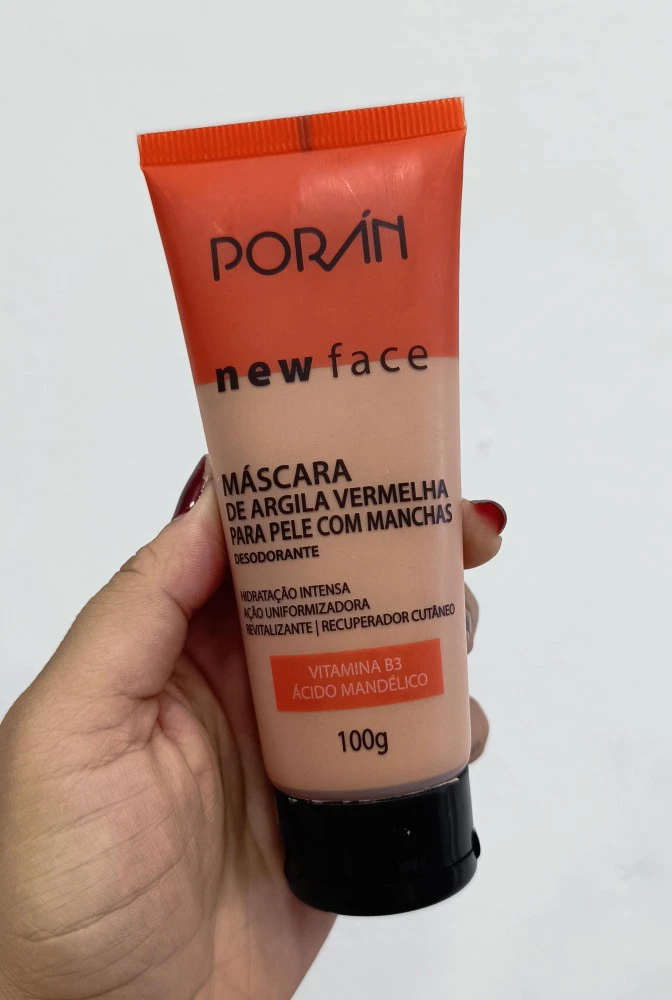 PORÁN
new face
MÁSCARA
DE ARGILA VERMELHA
PARA PELE COM MANCHAS
DESODORANTE
HIDRATAÇÃO INTENSA
AÇÃO UNIFORMIZADORA
REVITALIZANTE | RECUPERADOR CUTÂNEO
VITAMINA B3
ÁCIDO MANDÉLICO
100g